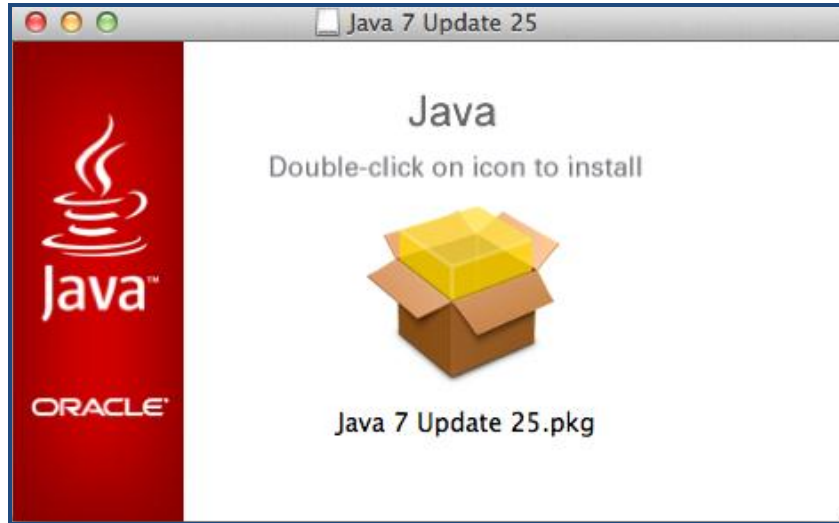 Java 7 Update 25
Java
Double-click on icon to install
Java™
ORACLE®
Java 7 Update 25.pkg